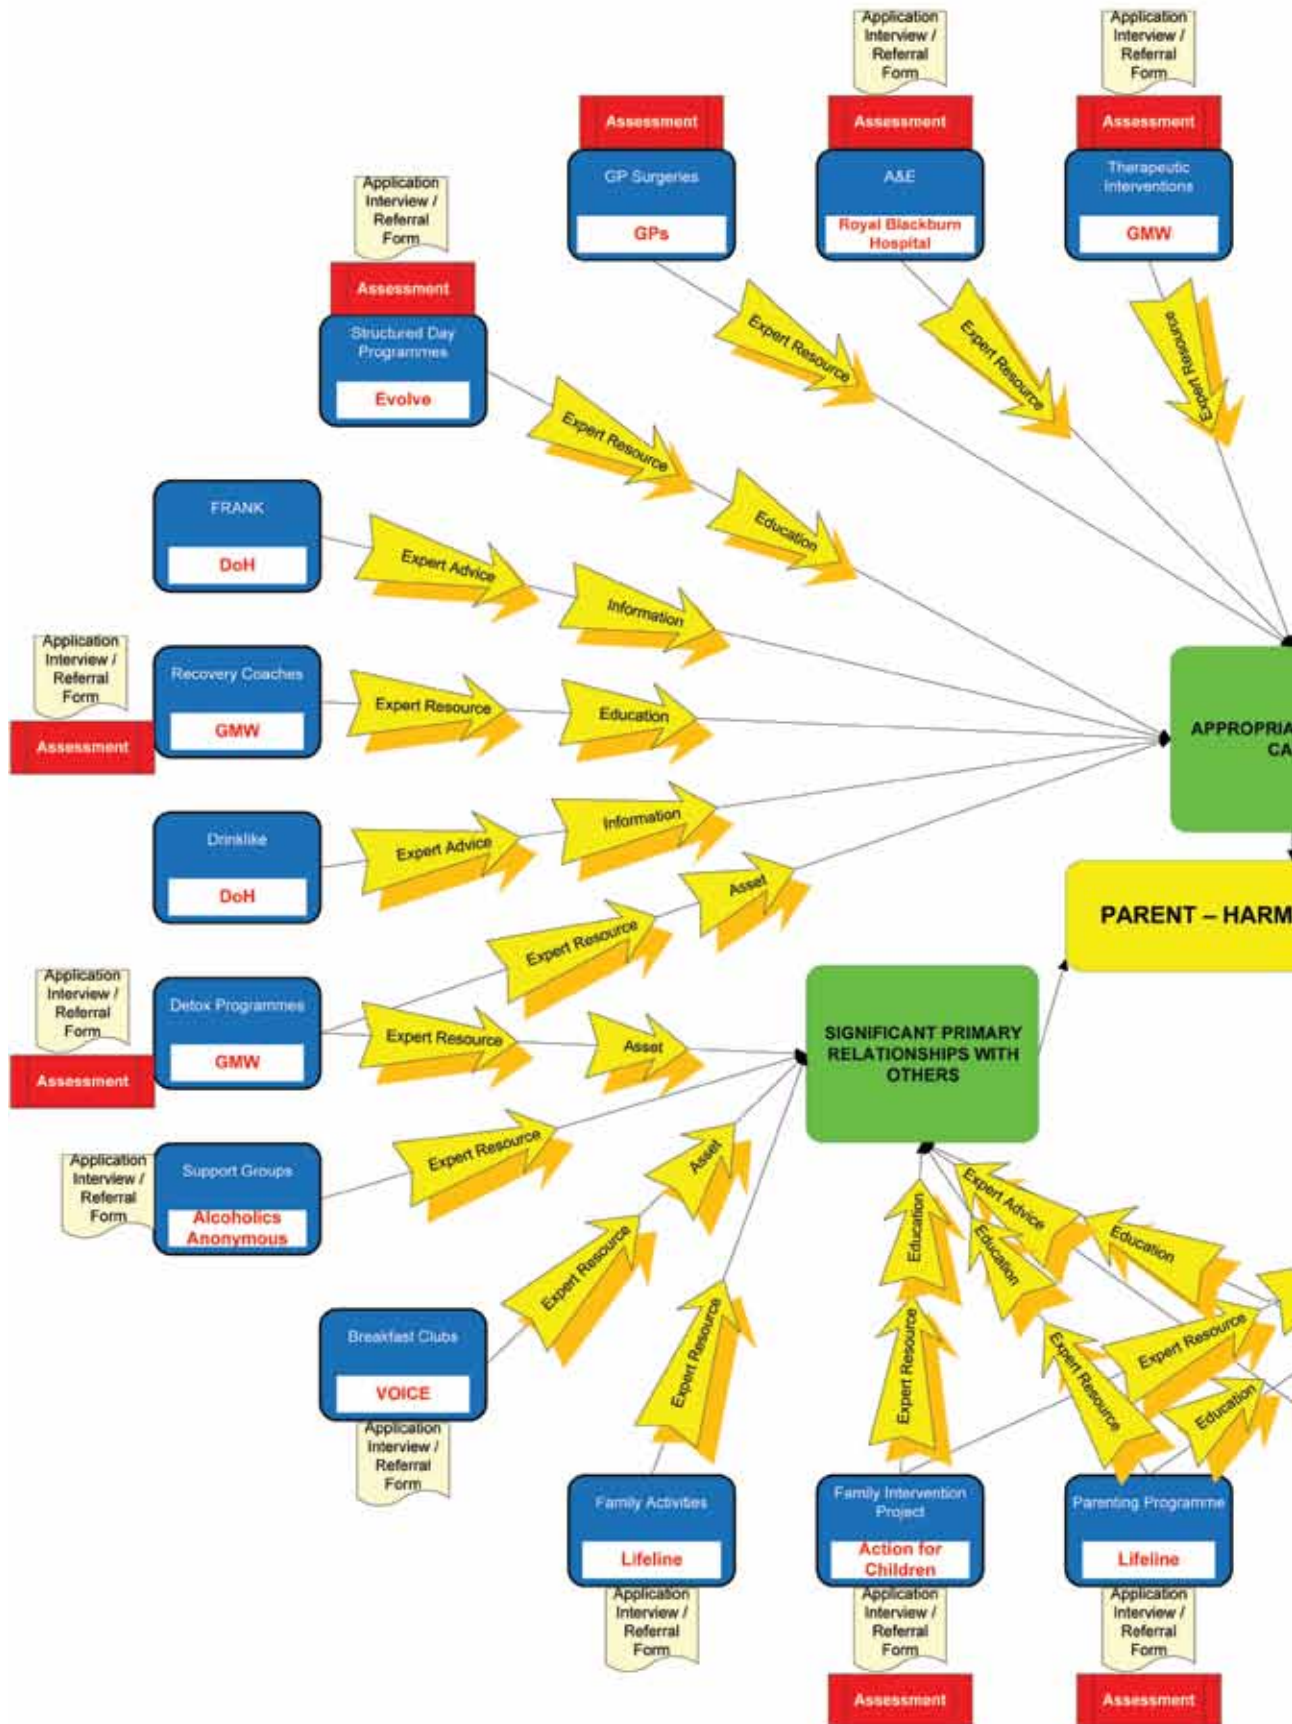 Application
Interview /
Referral
Form
Application
Interview /
Referral
Form
Assessment
Assessment
Assessment
GP Surgeries
GPs
A&E
Royal Blackburn
Hospital
Therapeutic
Interventions
GMW
Application
Interview /
Referral
Form
Assessment
Structured Day
Programmes
Evolve
Expert Resource
Expert Resource
Expert Resource
Expert Resource
Education
FRANK
DoH
Expert Advice
Information
Application
Interview /
Referral
Form
Assessment
Recovery Coaches
GMW
Expert Resource
Education
APPROPRIA
CA
Drinklike
DoH
Expert Advice
Information
PARENT – HARM
Expert Resource
Asset
Application
Interview /
Referral
Form
Assessment
Detox Programmes
GMW
Expert Resource
Asset
SIGNIFICANT PRIMARY
RELATIONSHIPS WITH
OTHERS
Application
Interview /
Referral
Form
Support Groups
Alcoholics
Anonymous
Expert Resource
Expert Resource
Asset
Expert Resource
Education
Expert Resource
Expert Advice
Education
Education
Expert Resource
Expert Resource
Education
Breakfast Clubs
VOICE
Application
Interview /
Referral
Form
Family Activities
Lifeline
Application
Interview /
Referral
Form
Family Intervention
Project
Action for
Children
Application
Interview /
Referral
Form
Assessment
Parenting Programme
Lifeline
Application
Interview /
Referral
Form
Assessment